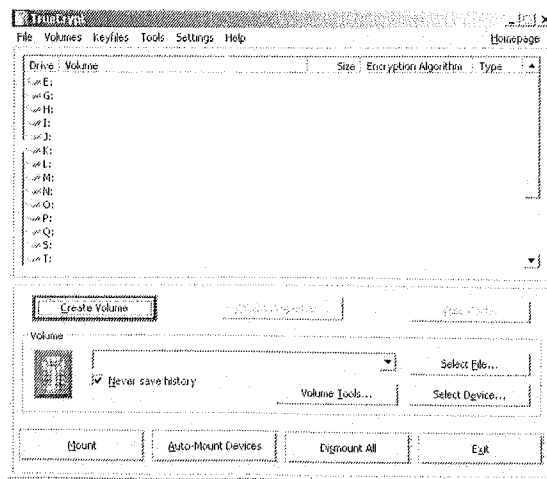 TrueCrypt
File Volumes Keyfiles Tools Settings Help Homepage
Drive Volume Size Encryption Algorithm Type
E:
G:
H:
I:
J:
K:
L:
M:
N:
O:
P:
Q:
S:
T:
Create Volume
Volume
Select File...
Never save history
Volume Tools... Select Device...
Mount Auto-Mount Devices Dismount All Exit